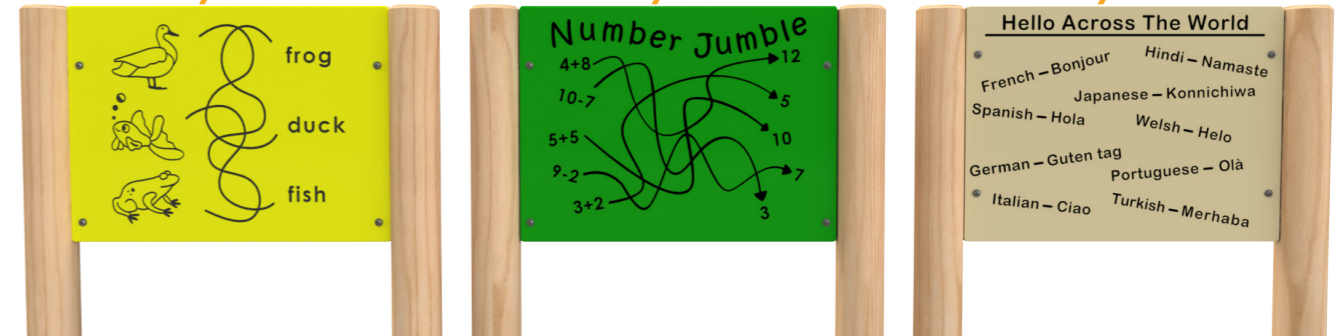 frog
duck
fish
Number Jumble
4+8
12
10-7
5
5+5
10
9-2
7
3+2
3
Hello Across The World
French – Bonjour
Hindi – Namaste
Japanese – Konnichiwa
Spanish – Hola
Welsh – Helo
German – Guten tag
Portuguese – Olà
Italian – Ciao
Turkish – Merhaba